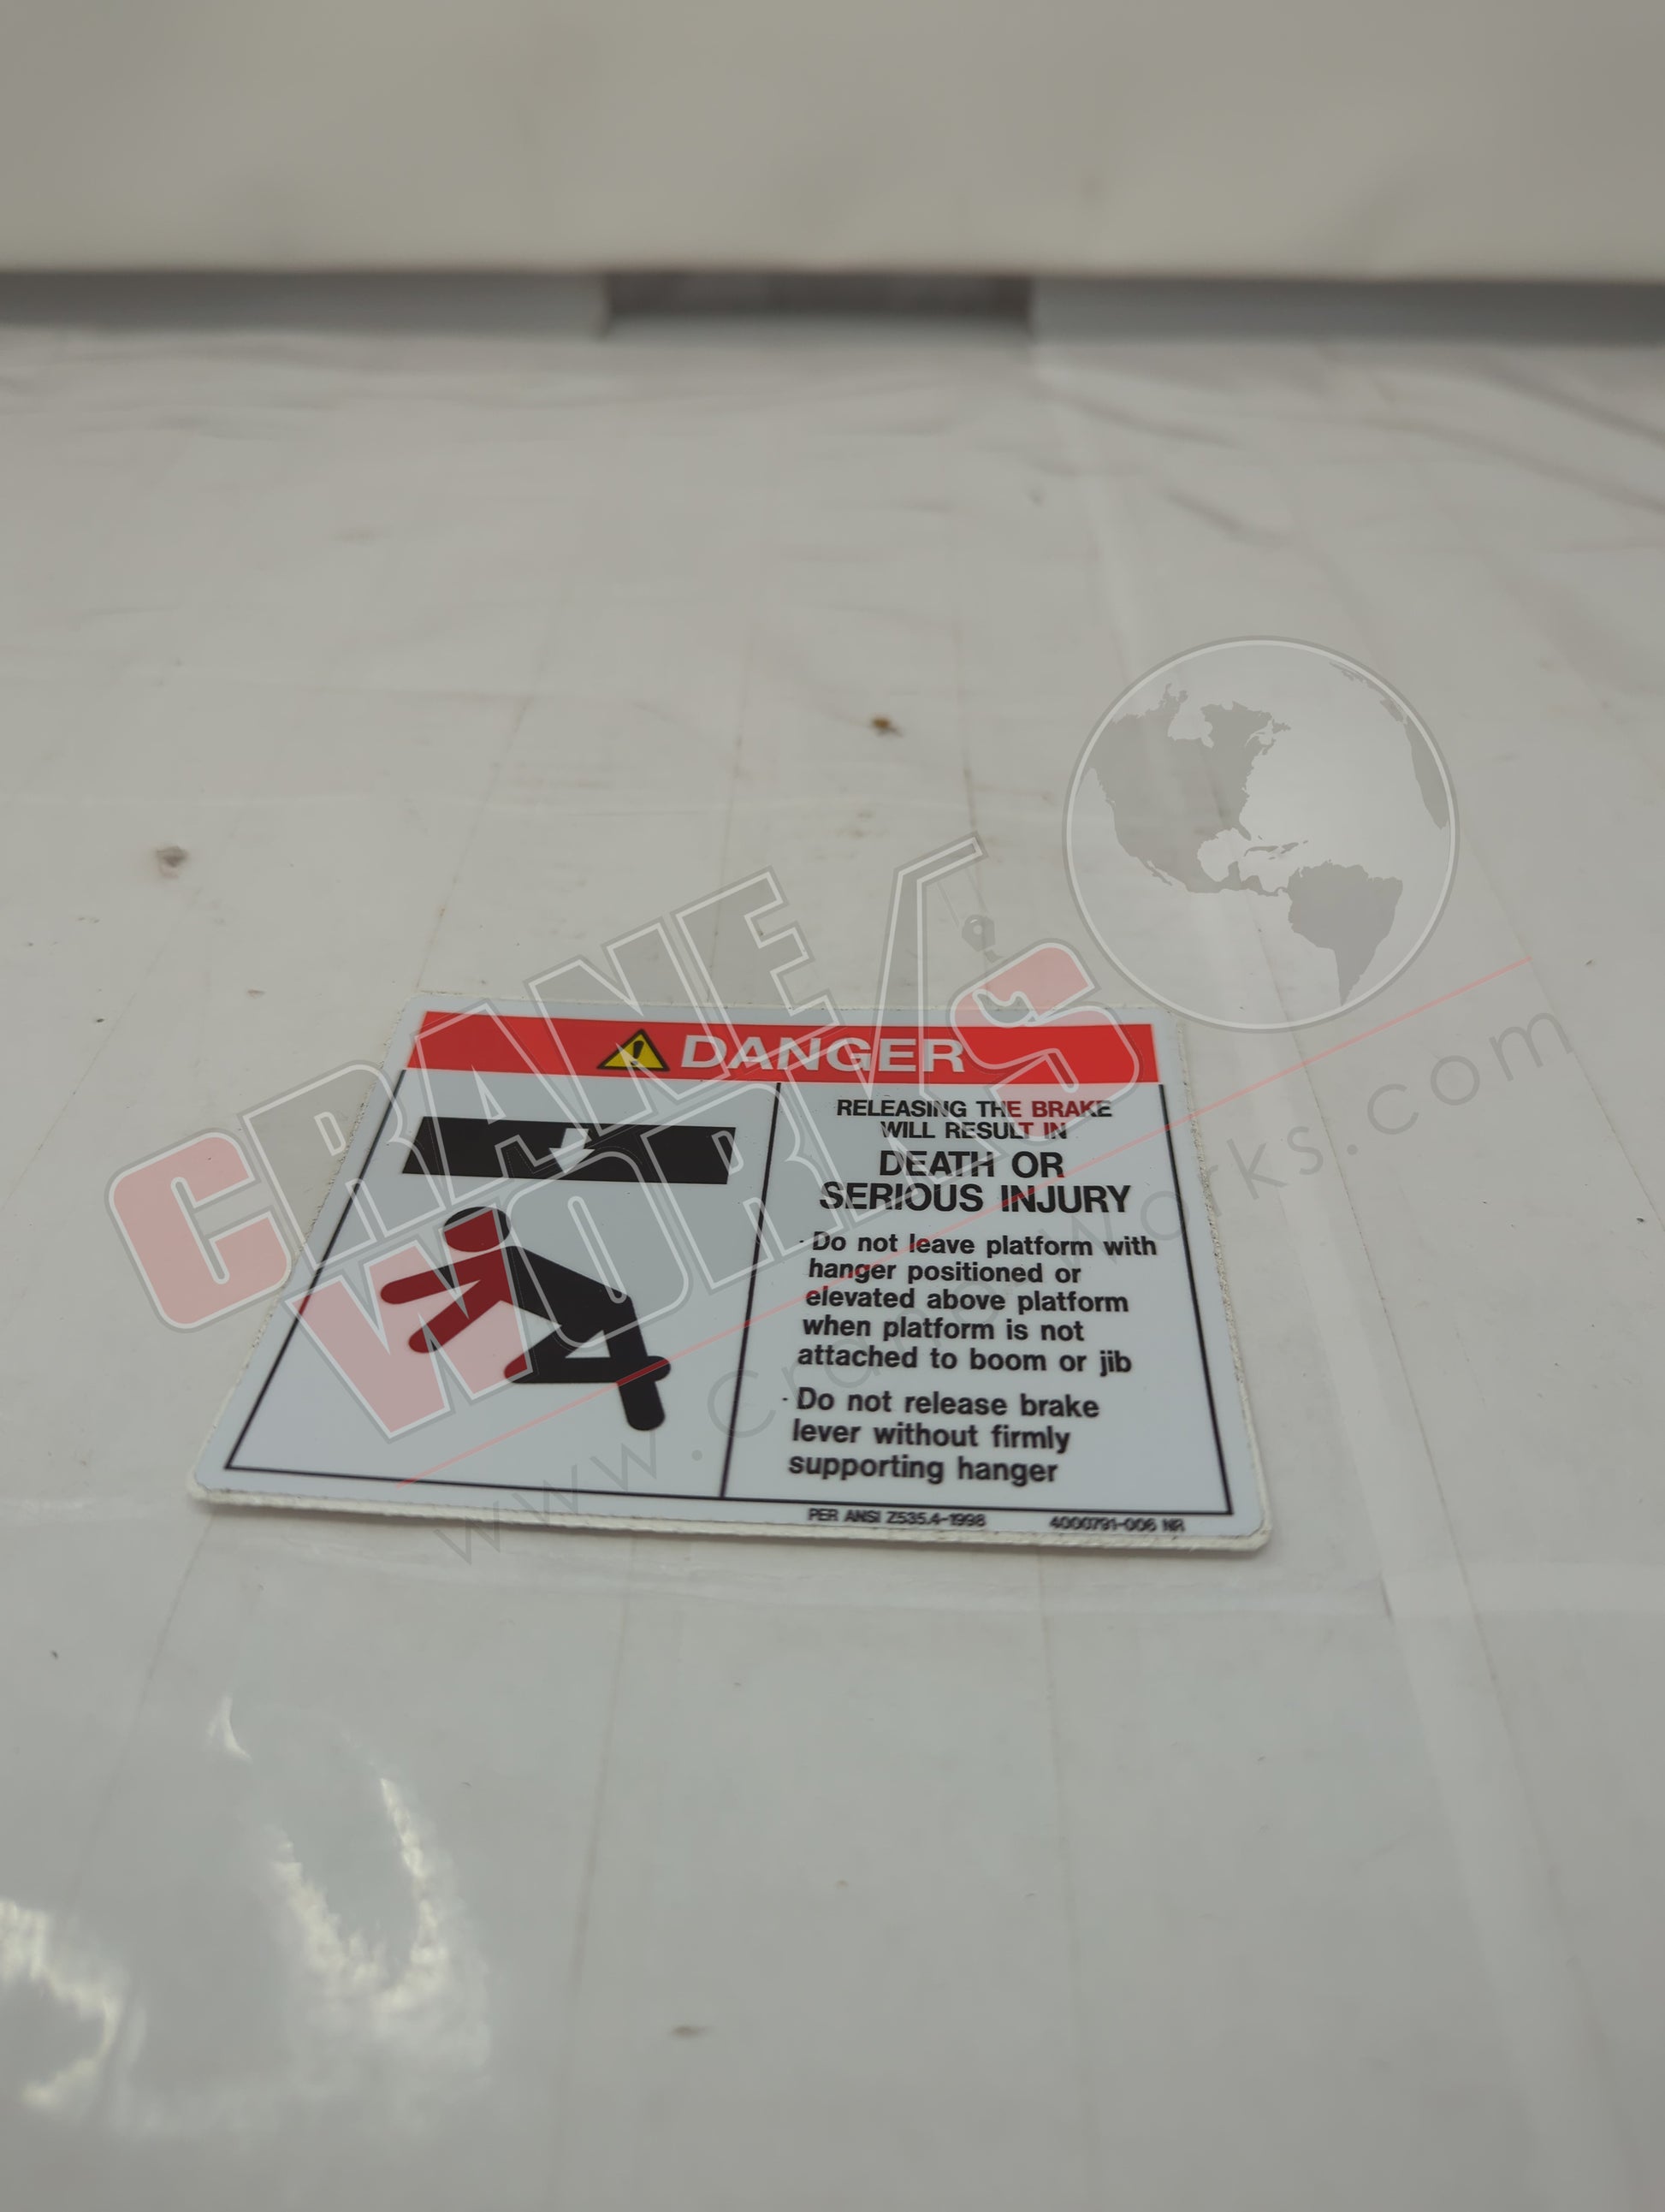 DANGER
RELEASING THE BRAKE
WILL RESULT IN
DEATH OR
SERIOUS INJURY
· Do not leave platform with
hanger positioned or
elevated above platform
when platform is not
attached to boom or jib
· Do not release brake
lever without firmly
supporting hanger
PER ANSI Z535.4-1998 4000791-006 NR
CRANE
WORKS
www.craneworks.com